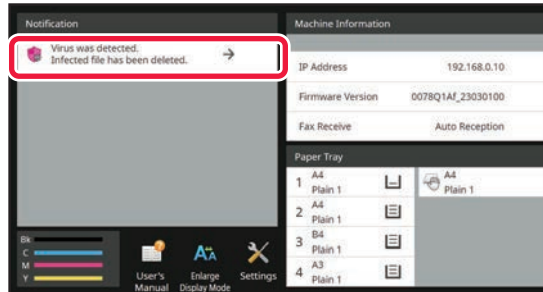 Notification
Virus was detected.
Infected file has been deleted.
Machine Information
IP Address 192.168.0.10
Firmware Version 0078Q1Af_23030100
Fax Receive Auto Reception
Paper Tray
1 A4
Plain 1
A4
Plain 1
2 A4
Plain 1
3 B4
Plain 1
4 A3
Plain 1
Bk
C
M
Y
User's
Manual
Enlarge
Display Mode
Settings